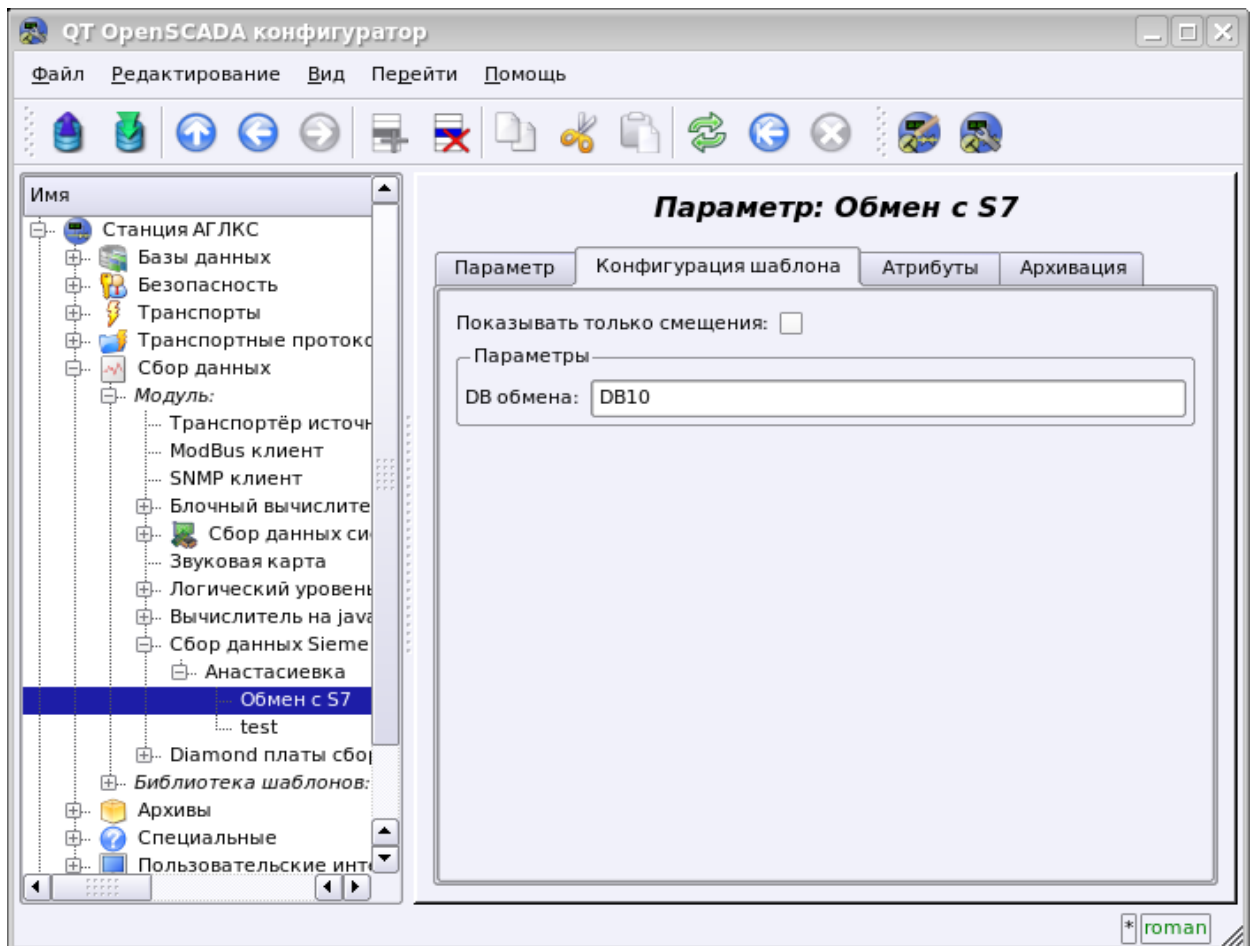 QT OpenSCADA конфигуратор
Файл Редактирование Вид Перейти Помощь
Имя
Станция АГЛКС
Базы данных
Безопасность
Транспорты
Транспортные протокс
Сбор данных
Модуль:
Транспортёр источн
ModBus клиент
SNMP клиент
Блочный вычислите
Сбор данных си
Звуковая карта
Логический уровень
Вычислитель на java
Сбор данных Sieme
Анастасиевка
Обмен с S7
test
Diamond платы сбор
Библиотека шаблонов:
Архивы
Специальные
Пользовательские инте
Параметр: Обмен с S7
Параметр Конфигурация шаблона Атрибуты Архивация
Показывать только смещения:
Параметры
DB обмена: DB10
* roman